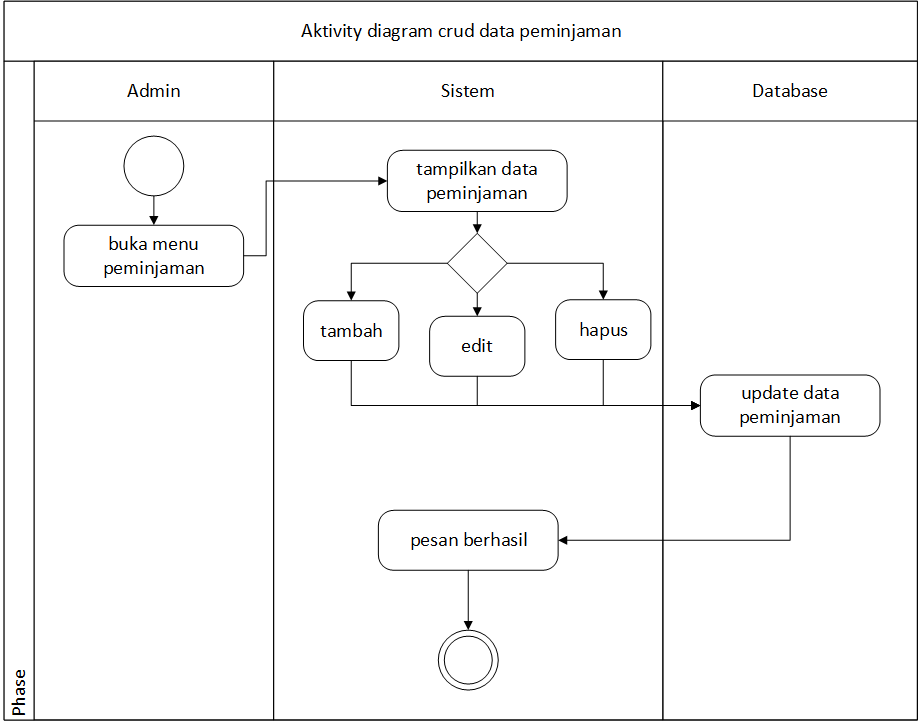 Aktivity diagram crud data peminjaman
Admin
Sistem
Database
tampilkan data
peminjaman
buka menu
peminjaman
tambah
edit
hapus
update data
peminjaman
pesan berhasil
Phase